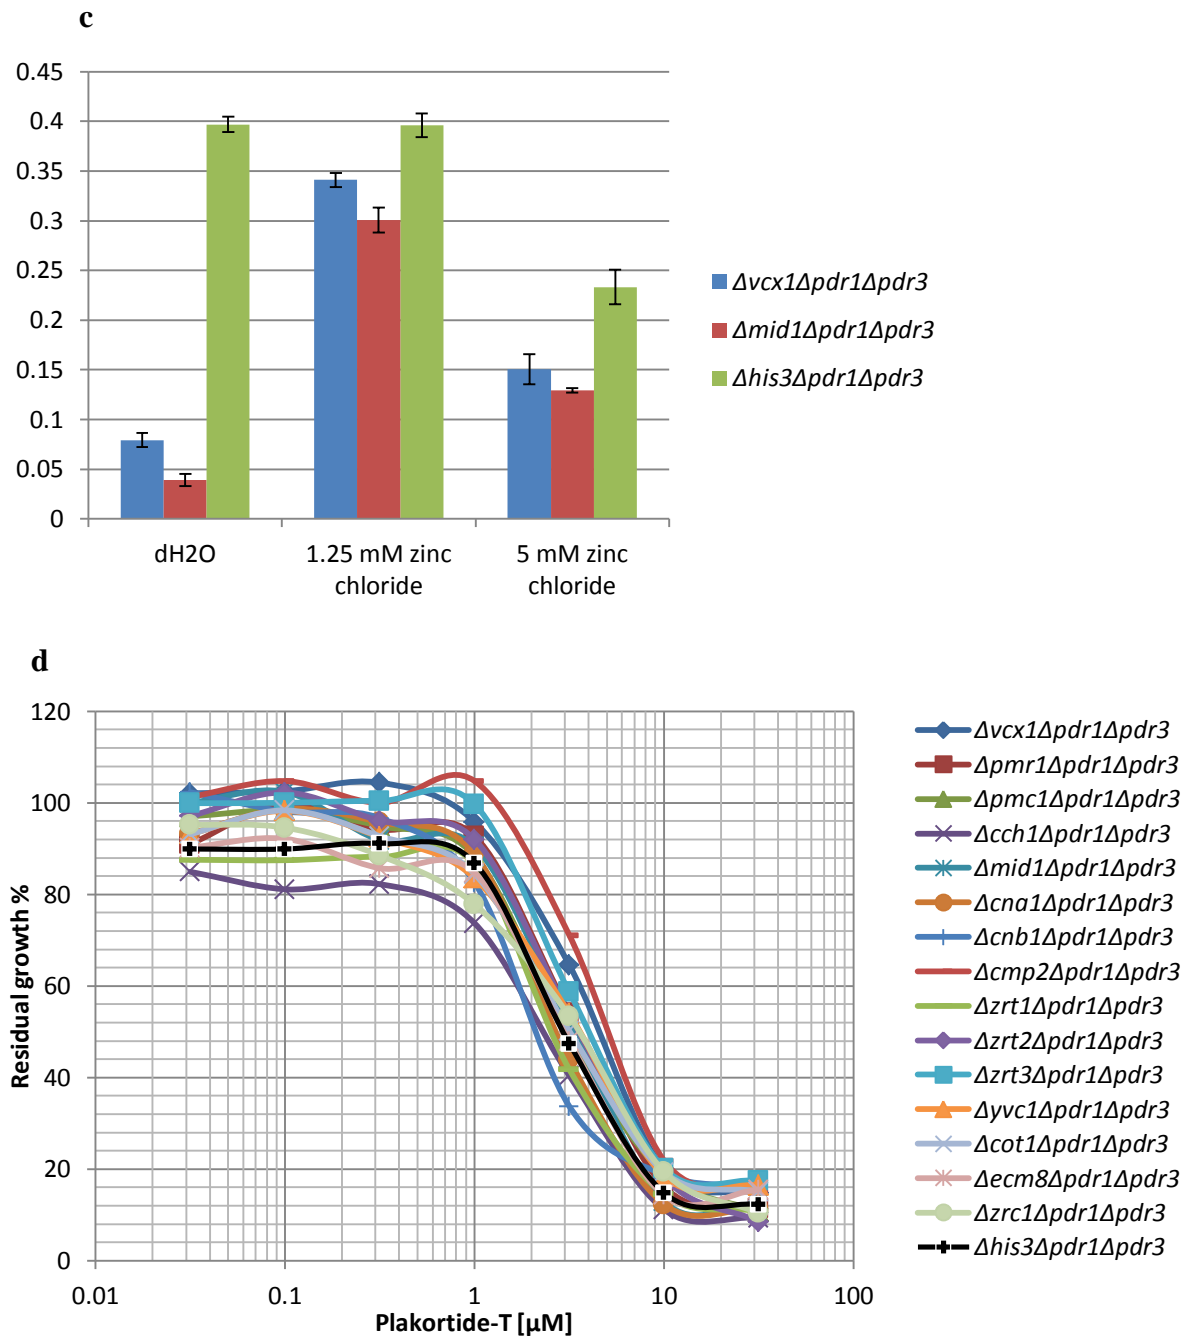 c
0.45
0.4
0.35
0.3
0.25
0.2
0.15
0.1
0.05
0
dH2O
1.25 mM zinc
chloride
5 mM zinc
chloride
Δvcx1Δpdr1Δpdr3
Δmid1Δpdr1Δpdr3
Δhis3Δpdr1Δpdr3
d
Residual growth %
120
100
80
60
40
20
0
0.01
0.1
1
10
100
Plakortide-T [µM]
Δvcx1Δpdr1Δpdr3
Δpmr1Δpdr1Δpdr3
Δpmc1Δpdr1Δpdr3
Δcch1Δpdr1Δpdr3
Δmid1Δpdr1Δpdr3
Δcna1Δpdr1Δpdr3
Δcnb1Δpdr1Δpdr3
Δcmp2Δpdr1Δpdr3
Δzrt1Δpdr1Δpdr3
Δzrt2Δpdr1Δpdr3
Δzrt3Δpdr1Δpdr3
Δyvc1Δpdr1Δpdr3
Δcot1Δpdr1Δpdr3
Δecm8Δpdr1Δpdr3
Δzrc1Δpdr1Δpdr3
Δhis3Δpdr1Δpdr3